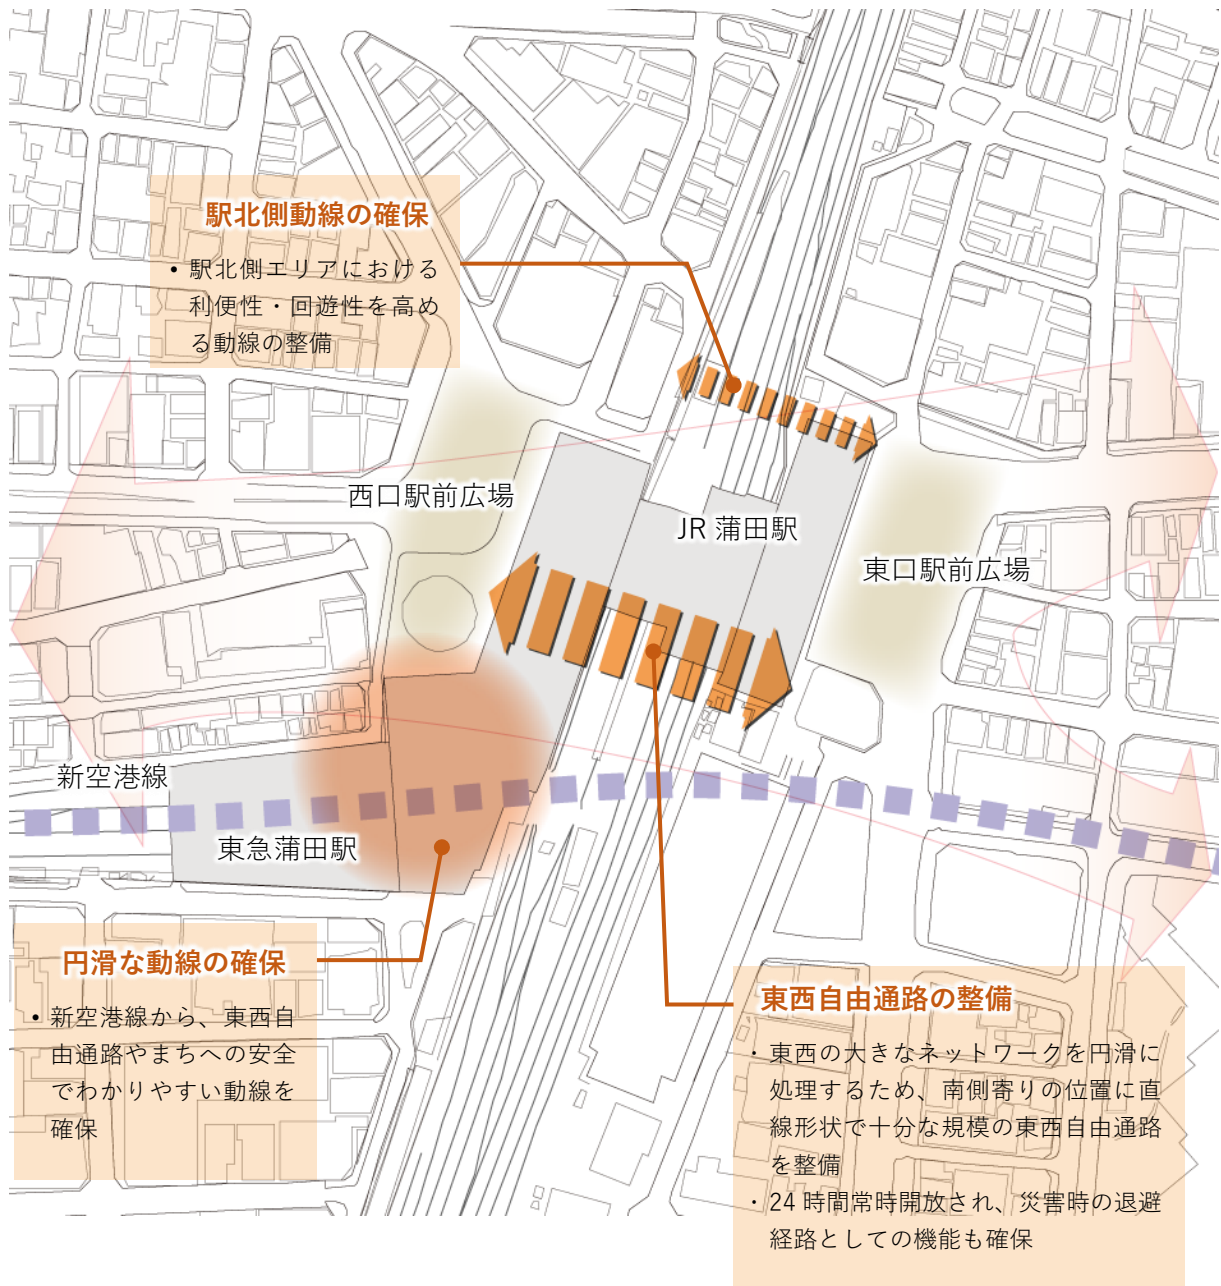 駅北側動線の確保
• 駅北側エリアにおける
利便性・回遊性を高め
る動線の整備
西口駅前広場
JR 蒲田駅
東口駅前広場
新空港線
東急蒲田駅
円滑な動線の確保
• 新空港線から、東西自
由通路やまちへの安全
でわかりやすい動線を
確保
東西自由通路の整備
・東西の大きなネットワークを円滑に
処理するため、南側寄りの位置に直
線形状で十分な規模の東西自由通路
を整備
・24 時間常時開放され、災害時の退避
経路としての機能も確保